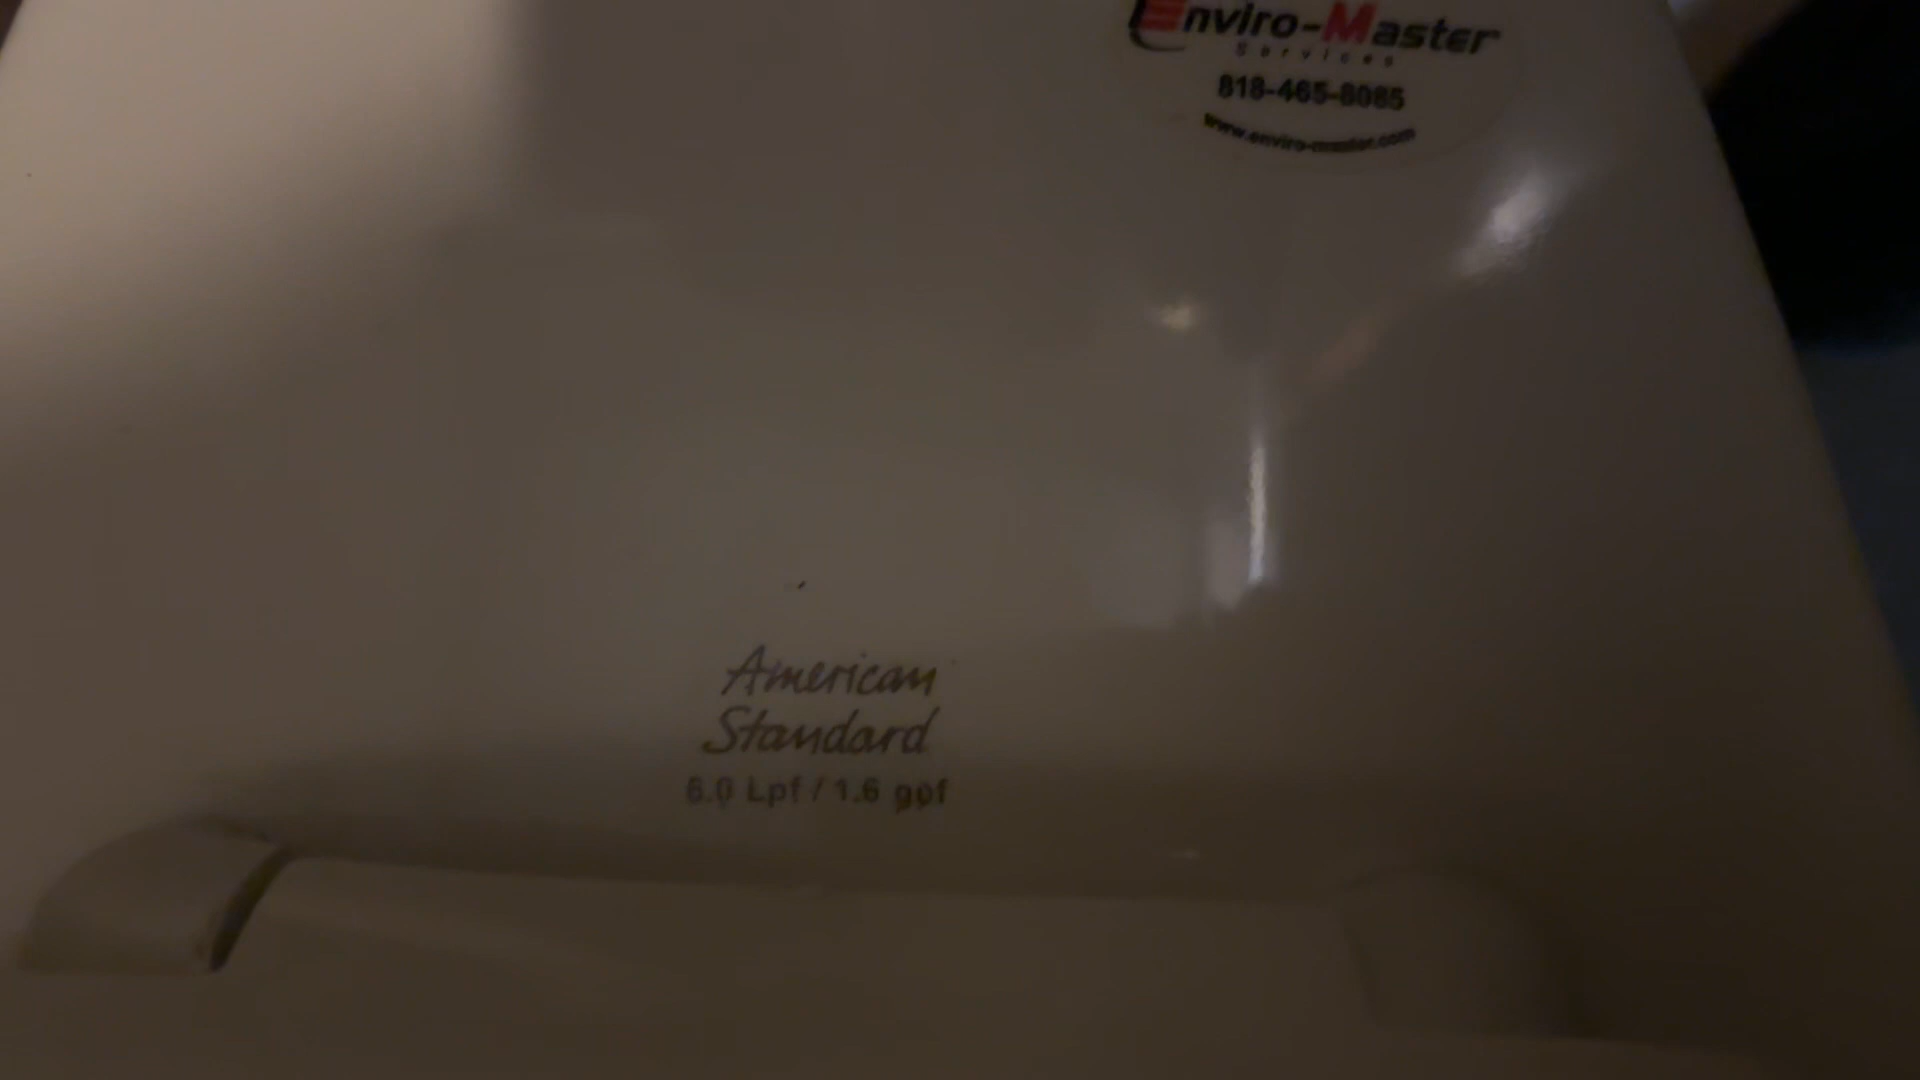 Enviro-Master
Services
818-465-8085
www.enviro-master.com
American
Standard
6.0 Lpf / 1.6 gpf